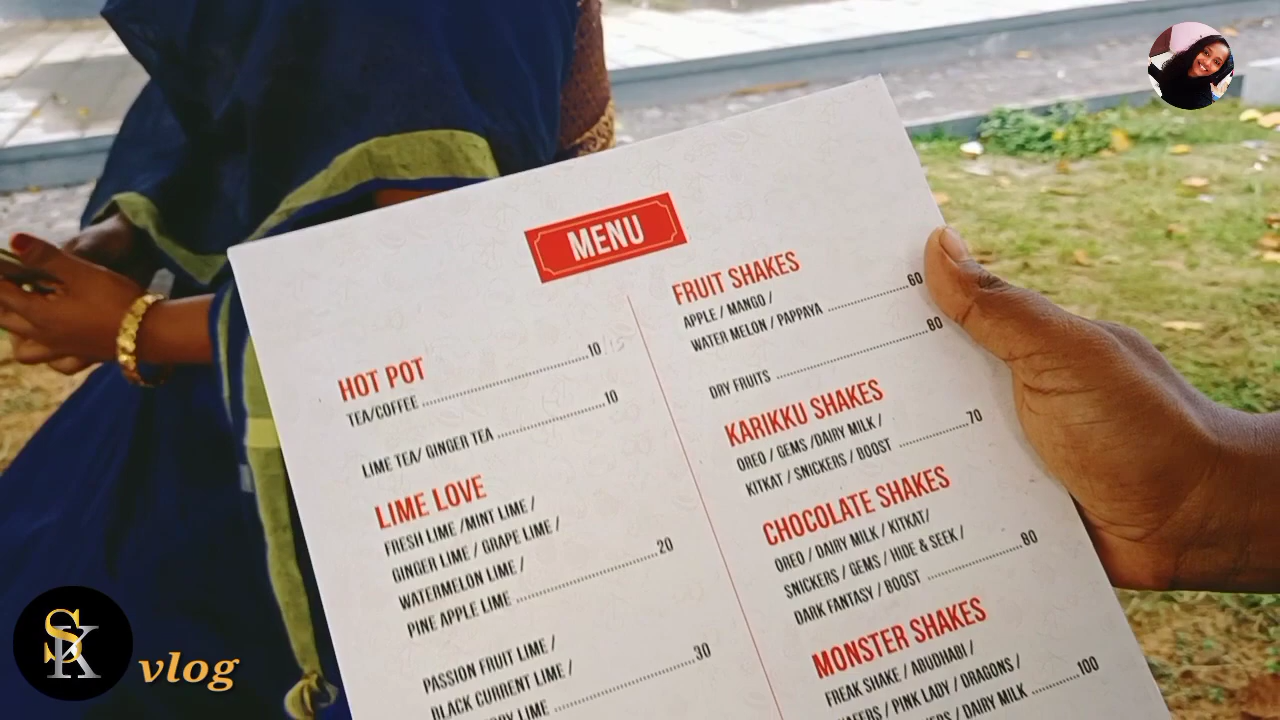 MENU
HOT POT
TEA/COFFEE ........................................10
LIME TEA/ GINGER TEA ..............................10
LIME LOVE
FRESH LIME /MINT LIME /
GINGER LIME / GRAPE LIME /
WATERMELON LIME /
PINE APPLE LIME ..............................20
PASSION FRUIT LIME /
BLACK CURRENT LIME /
LIME ..............................30
FRUIT SHAKES
APPLE / MANGO /
WATER MELON / PAPPAYA ....................60
DRY FRUITS ........................................80
KARIKKU SHAKES
OREO / GEMS /DAIRY MILK /
KITKAT / SNICKERS / BOOST ....................70
CHOCOLATE SHAKES
OREO / DAIRY MILK / KITKAT/
SNICKERS / GEMS / HIDE & SEEK /
DARK FANTASY / BOOST ..............................80
MONSTER SHAKES
FREAK SHAKE / ABUDHABI /
/ PINK LADY / DRAGONS /
/ DAIRY MILK ....................100
SK
vlog